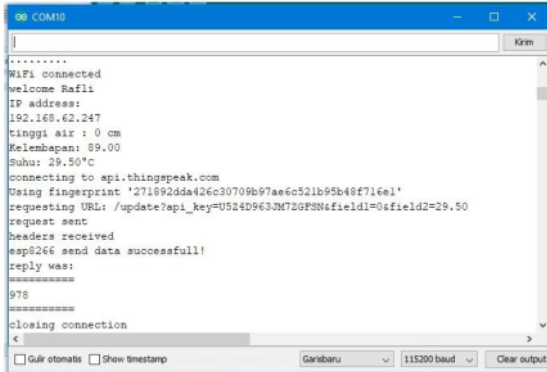 COM10
Kirim
.........
WiFi connected
welcome Rafli
IP address:
192.168.62.247
tinggi air : 0 cm
Kelembapan: 89.00
Suhu: 29.50°C
connecting to api.thingspeak.com
Using fingerprint '271892dda426c30709b97ae6c521b95b48f716e1'
requesting URL: /update?api_key=U5Z4D963JM7ZGFSN&field1=0&field2=29.50
request sent
headers received
esp8266 send data successfull!
reply was:
==========
978
==========
closing connection
Gulir otomatis Show timestamp Garisbaru 115200 baud Clear output